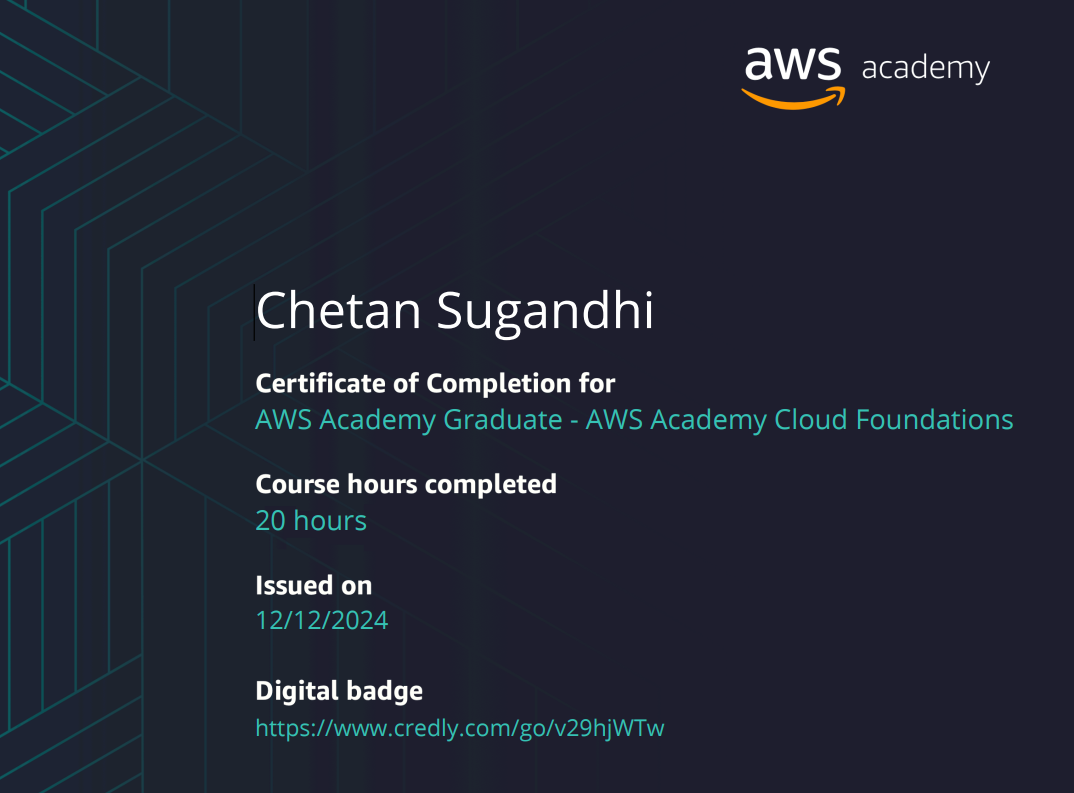 aws academy
Chetan Sugandhi
Certificate of Completion for
AWS Academy Graduate - AWS Academy Cloud Foundations
Course hours completed
20 hours
Issued on
12/12/2024
Digital badge
https://www.credly.com/go/v29hjWTw